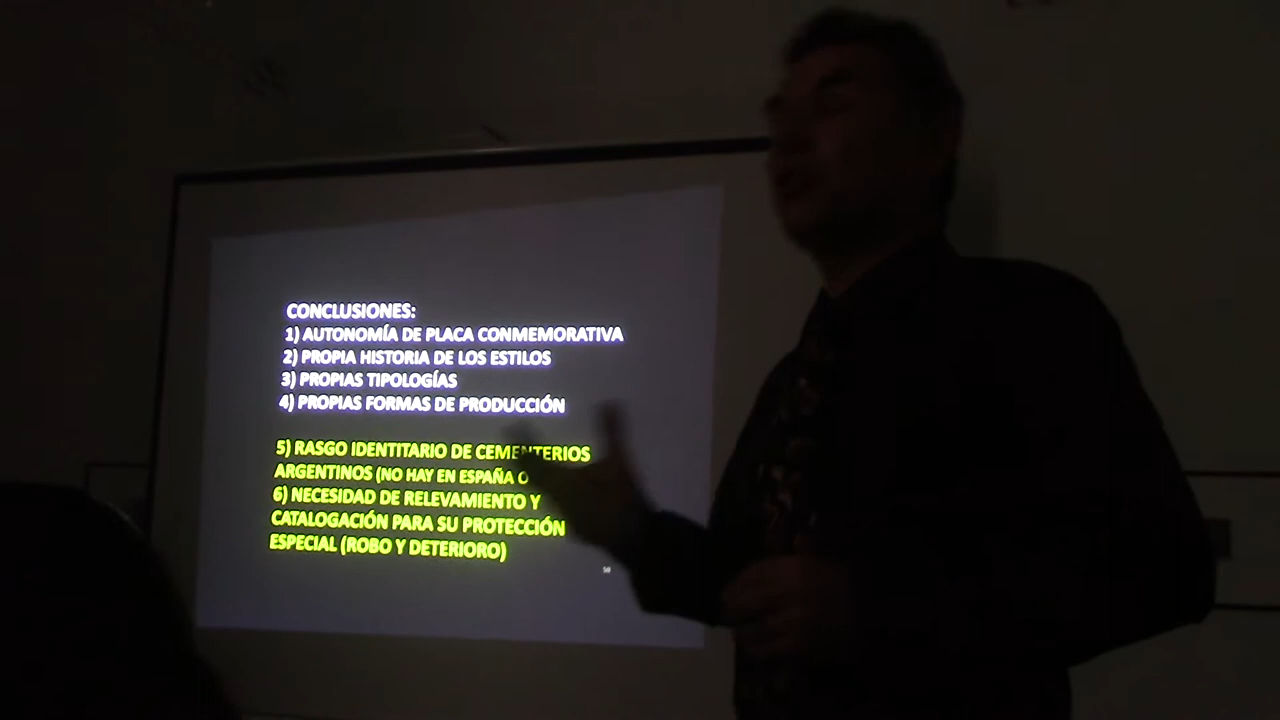 CONCLUSIONES:
1) AUTONOMÍA DE PLACA CONMEMORATIVA
2) PROPIA HISTORIA DE LOS ESTILOS
3) PROPIAS TIPOLOGÍAS
4) PROPIAS FORMAS DE PRODUCCIÓN
5) RASGO IDENTITARIO DE CEMENTERIOS
ARGENTINOS (NO HAY EN ESPAÑA O
6) NECESIDAD DE RELEVAMIENTO Y
CATALOGACIÓN PARA SU PROTECCIÓN
ESPECIAL (ROBO Y DETERIORO)